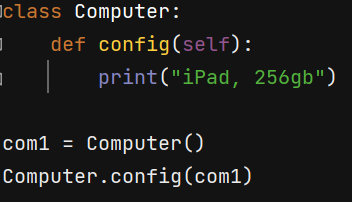 class Computer:
    def config(self):
        print("iPad, 256gb")
com1 = Computer()
Computer.config(com1)